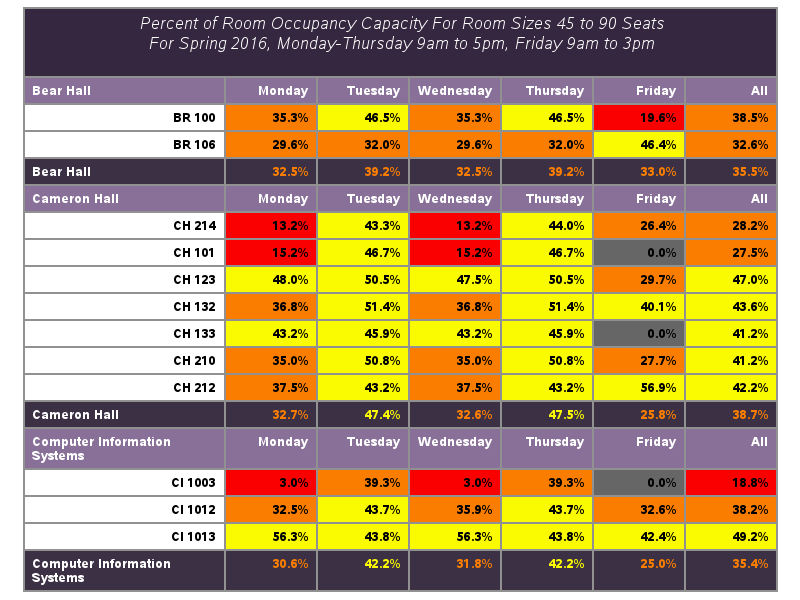 Percent of Room Occupancy Capacity For Room Sizes 45 to 90 Seats
For Spring 2016, Monday-Thursday 9am to 5pm, Friday 9am to 3pm
Bear Hall Monday Tuesday Wednesday Thursday Friday All
BR 100 35.3% 46.5% 35.3% 46.5% 19.6% 38.5%
BR 106 29.6% 32.0% 29.6% 32.0% 46.4% 32.6%
Bear Hall 32.5% 39.2% 32.5% 39.2% 33.0% 35.5%
Cameron Hall Monday Tuesday Wednesday Thursday Friday All
CH 214 13.2% 43.3% 13.2% 44.0% 26.4% 28.2%
CH 101 15.2% 46.7% 15.2% 46.7% 0.0% 27.5%
CH 123 48.0% 50.5% 47.5% 50.5% 29.7% 47.0%
CH 132 36.8% 51.4% 36.8% 51.4% 40.1% 43.6%
CH 133 43.2% 45.9% 43.2% 45.9% 0.0% 41.2%
CH 210 35.0% 50.8% 35.0% 50.8% 27.7% 41.2%
CH 212 37.5% 43.2% 37.5% 43.2% 56.9% 42.2%
Cameron Hall 32.7% 47.4% 32.6% 47.5% 25.8% 38.7%
Computer Information Monday Tuesday Wednesday Thursday Friday All
Systems
CI 1003 3.0% 39.3% 3.0% 39.3% 0.0% 18.8%
CI 1012 32.5% 43.7% 35.9% 43.7% 32.6% 38.2%
CI 1013 56.3% 43.8% 56.3% 43.8% 42.4% 49.2%
Computer Information 30.6% 42.2% 31.8% 42.2% 25.0% 35.4%
Systems